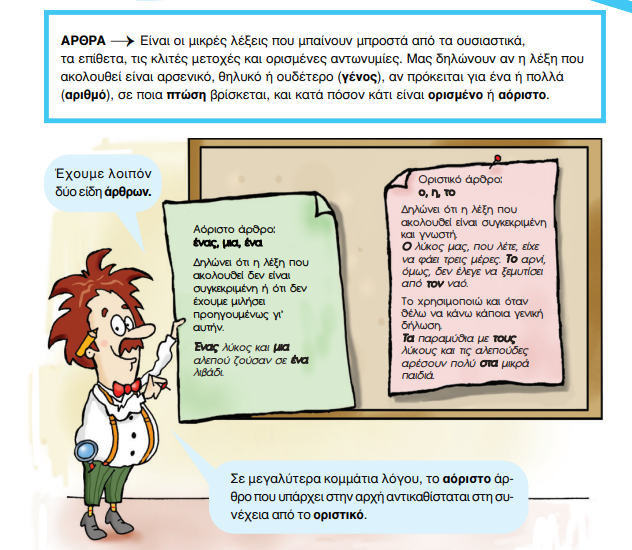 ΑΡΘΡΑ → Είναι οι μικρές λέξεις που μπαίνουν μπροστά από τα ουσιαστικά,
τα επίθετα, τις κλιτές μετοχές και ορισμένες αντωνυμίες. Μας δηλώνουν αν η λέξη που
ακολουθεί είναι αρσενικό, θηλυκό ή ουδέτερο (γένος), αν πρόκειται για ένα ή πολλά
(αριθμό), σε ποια πτώση βρίσκεται, και κατά πόσον κάτι είναι ορισμένο ή αόριστο.
Έχουμε λοιπόν
δύο είδη άρθρων.
Αόριστο άρθρο:
ένας, μια, ένα
Δηλώνει ότι η λέξη που
ακολουθεί δεν είναι
συγκεκριμένη ή ότι δεν
έχουμε μιλήσει
προηγουμένως γι'
αυτήν.
Ένας λύκος και μια
αλεπού ζούσαν σε ένα
λιβάδι.
Οριστικό άρθρο:
ο, η, το
Δηλώνει ότι η λέξη που
ακολουθεί είναι συγκεκριμένη
και γνωστή.
Ο λύκος μας, που λέτε, είχε
να φάει τρεις μέρες. Το αρνί,
όμως, δεν έλεγε να ξεμυτίσει
από τον ναό.
Το χρησιμοποιώ και όταν
θέλω να κάνω κάποια γενική
δήλωση.
Τα παραμύθια με τους
λύκους και τις αλεπούδες
αρέσουν πολύ στα μικρά
παιδιά.
Σε μεγαλύτερα κομμάτια λόγου, το αόριστο άρ-
θρο που υπάρχει στην αρχή αντικαθίσταται στη συ-
νέχεια από το οριστικό.